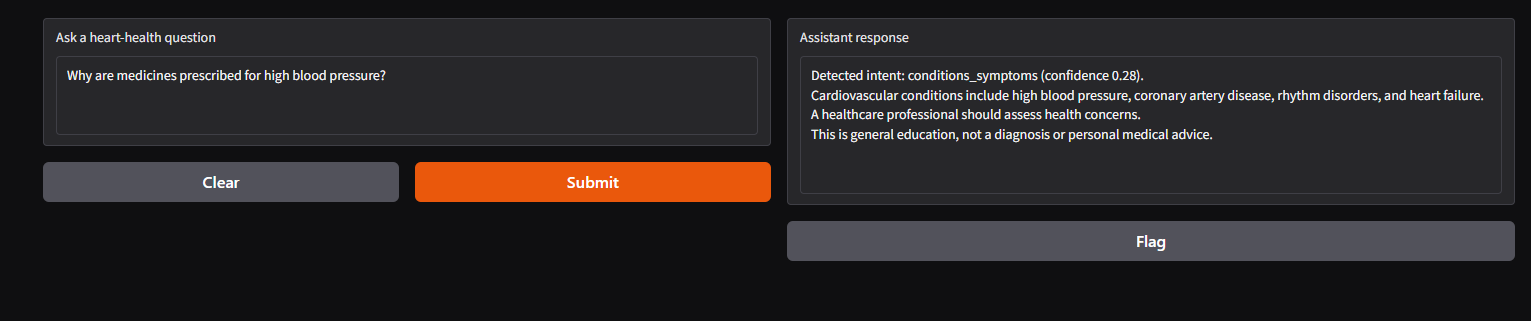 Ask a heart-health question
Why are medicines prescribed for high blood pressure?
Clear
Submit
Assistant response
Detected intent: conditions_symptoms (confidence 0.28).
Cardiovascular conditions include high blood pressure, coronary artery disease, rhythm disorders, and heart failure.
A healthcare professional should assess health concerns.
This is general education, not a diagnosis or personal medical advice.
Flag